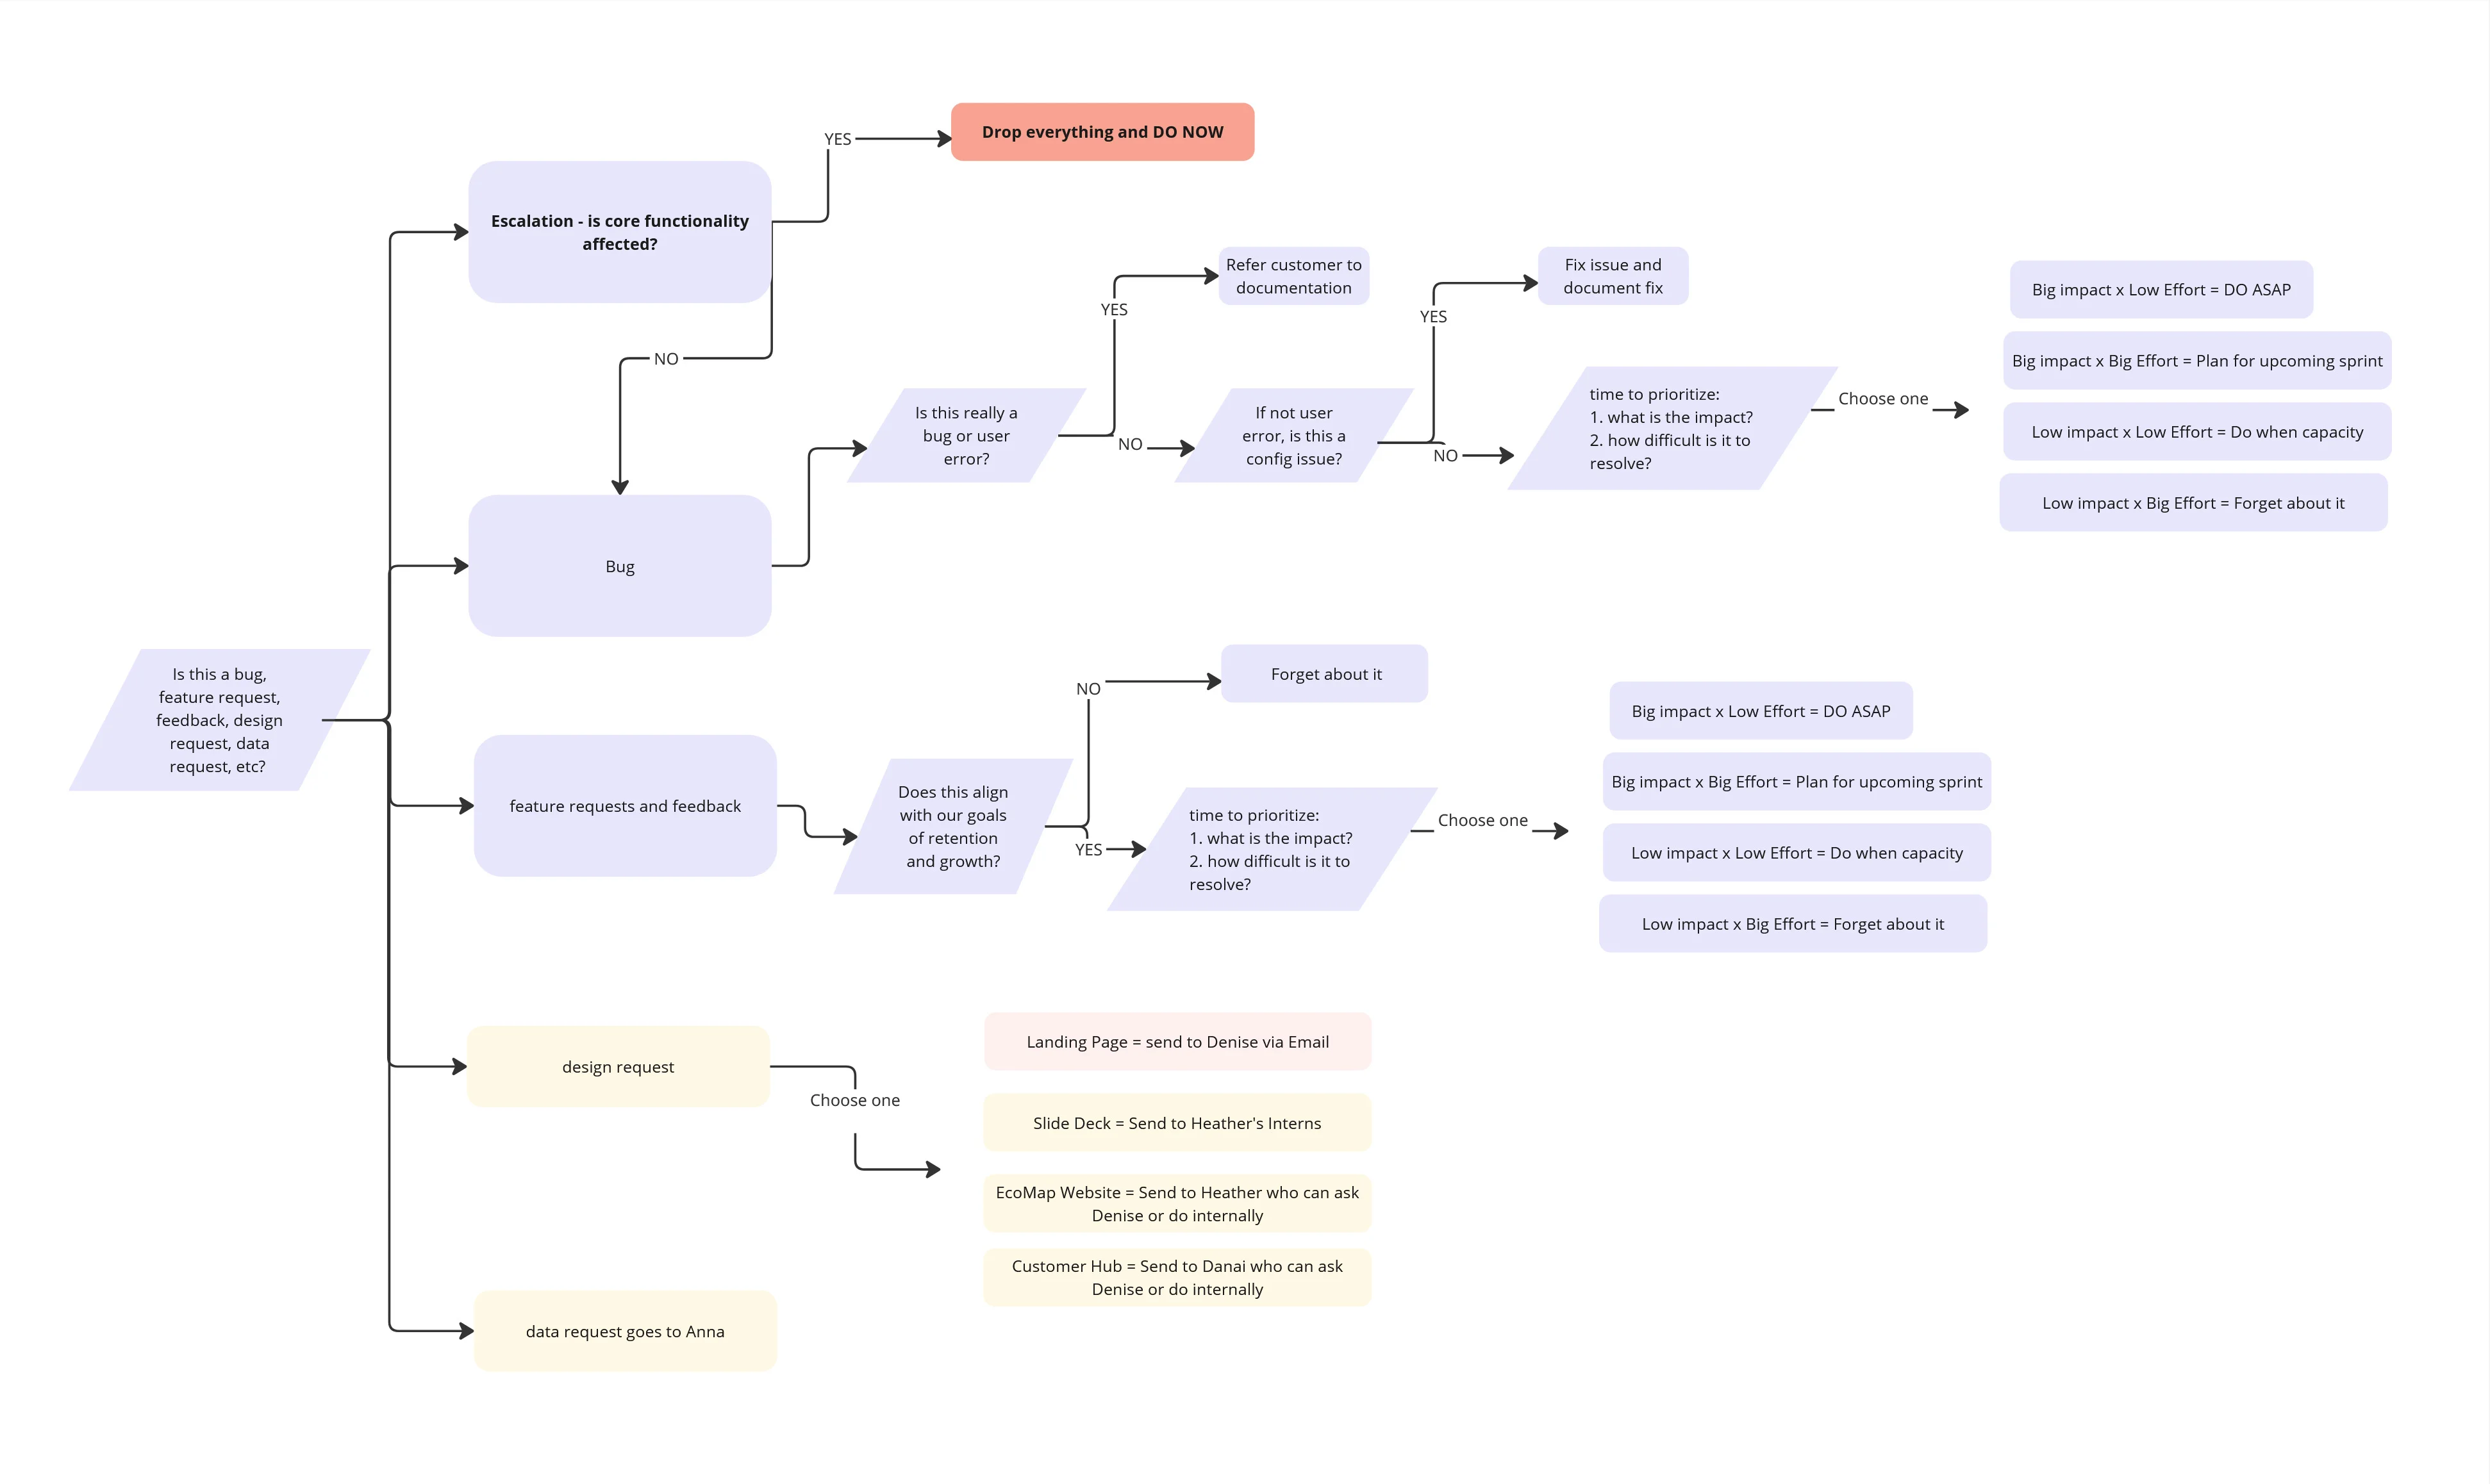 YES
Drop everything and DO NOW
Escalation - is core functionality
affected?
NO
Refer customer to
documentation
Fix issue and
document fix
YES
YES
Is this really a
bug or user
error?
NO
If not user
error, is this a
config issue?
NO
time to prioritize:
1. what is the impact?
2. how difficult is it to
resolve?
Choose one
Big impact x Low Effort = DO ASAP
Big impact x Big Effort = Plan for upcoming sprint
Low impact x Low Effort = Do when capacity
Low impact x Big Effort = Forget about it
Bug
Is this a bug,
feature request,
feedback, design
request, data
request, etc?
feature requests and feedback
Does this align
with our goals
of retention
and growth?
NO
Forget about it
YES
time to prioritize:
1. what is the impact?
2. how difficult is it to
resolve?
Choose one
Big impact x Low Effort = DO ASAP
Big impact x Big Effort = Plan for upcoming sprint
Low impact x Low Effort = Do when capacity
Low impact x Big Effort = Forget about it
design request
Choose one
Landing Page = send to Denise via Email
Slide Deck = Send to Heather's Interns
EcoMap Website = Send to Heather who can ask
Denise or do internally
Customer Hub = Send to Danai who can ask
Denise or do internally
data request goes to Anna